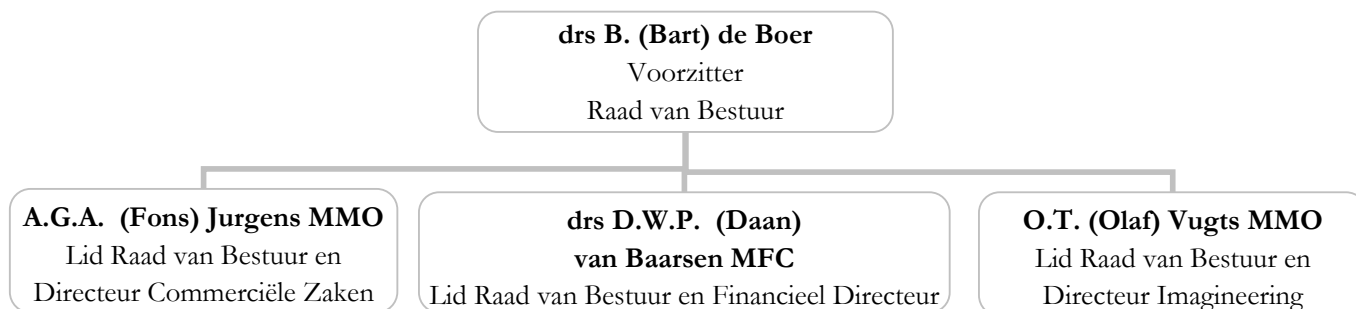 drs B. (Bart) de Boer
Voorzitter
Raad van Bestuur
A.G.A. (Fons) Jurgens MMO
Lid Raad van Bestuur en
Directeur Commerciële Zaken
drs D.W.P. (Daan)
van Baarsen MFC
Lid Raad van Bestuur en Financieel Directeur
O.T. (Olaf) Vugts MMO
Lid Raad van Bestuur en
Directeur Imagineering